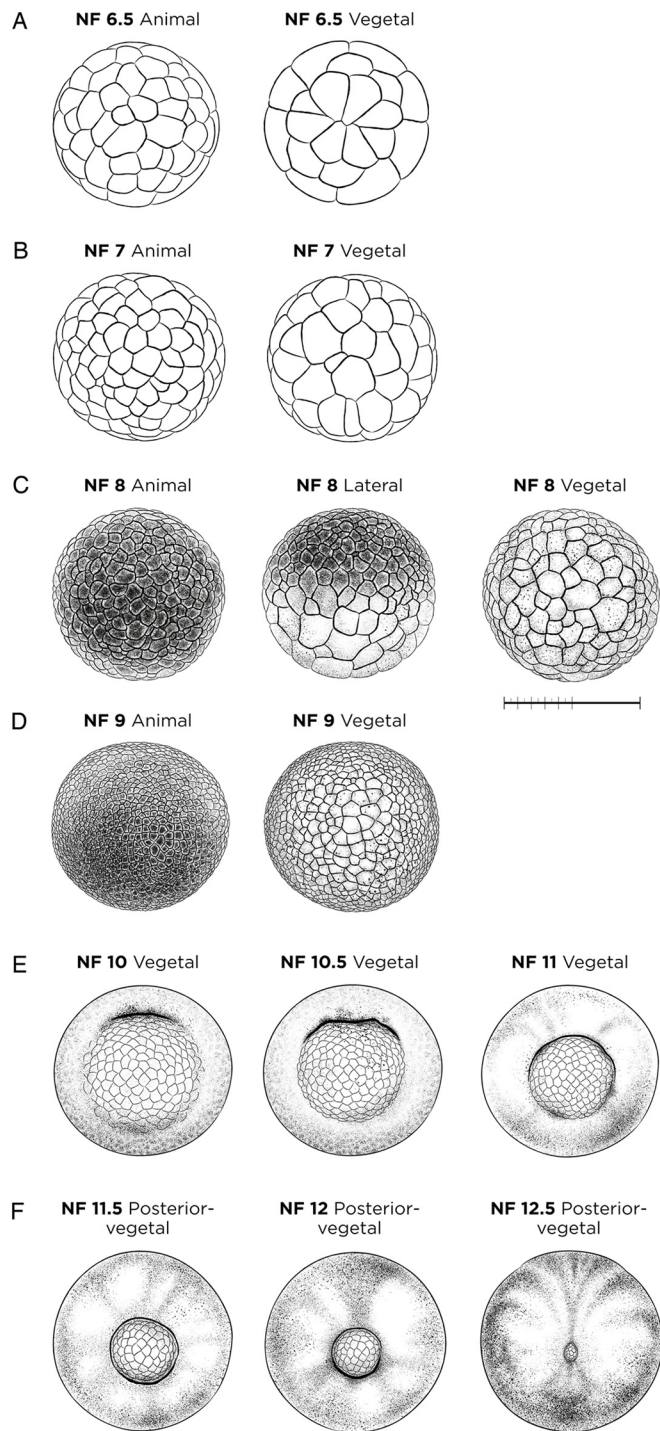 A
NF 6.5 Animal
NF 6.5 Vegetal
B
NF 7 Animal
NF 7 Vegetal
C
NF 8 Animal
NF 8 Lateral
NF 8 Vegetal
D
NF 9 Animal
NF 9 Vegetal
E
NF 10 Vegetal
NF 10.5 Vegetal
NF 11 Vegetal
F
NF 11.5 Posterior-
vegetal
NF 12 Posterior-
vegetal
NF 12.5 Posterior-
vegetal